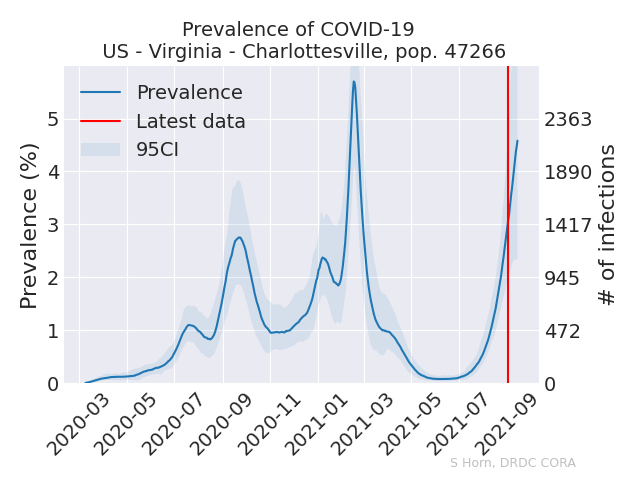 Prevalence of COVID-19
US - Virginia - Charlottesville, pop. 47266
Prevalence
Latest data
95CI
Prevalence (%)
5
4
3
2
1
0
2363
1890
1417
945
472
0
# of infections
2020-03
2020-05
2020-07
2020-09
2020-11
2021-01
2021-03
2021-05
2021-07
2021-09
S Horn, DRDC CORA